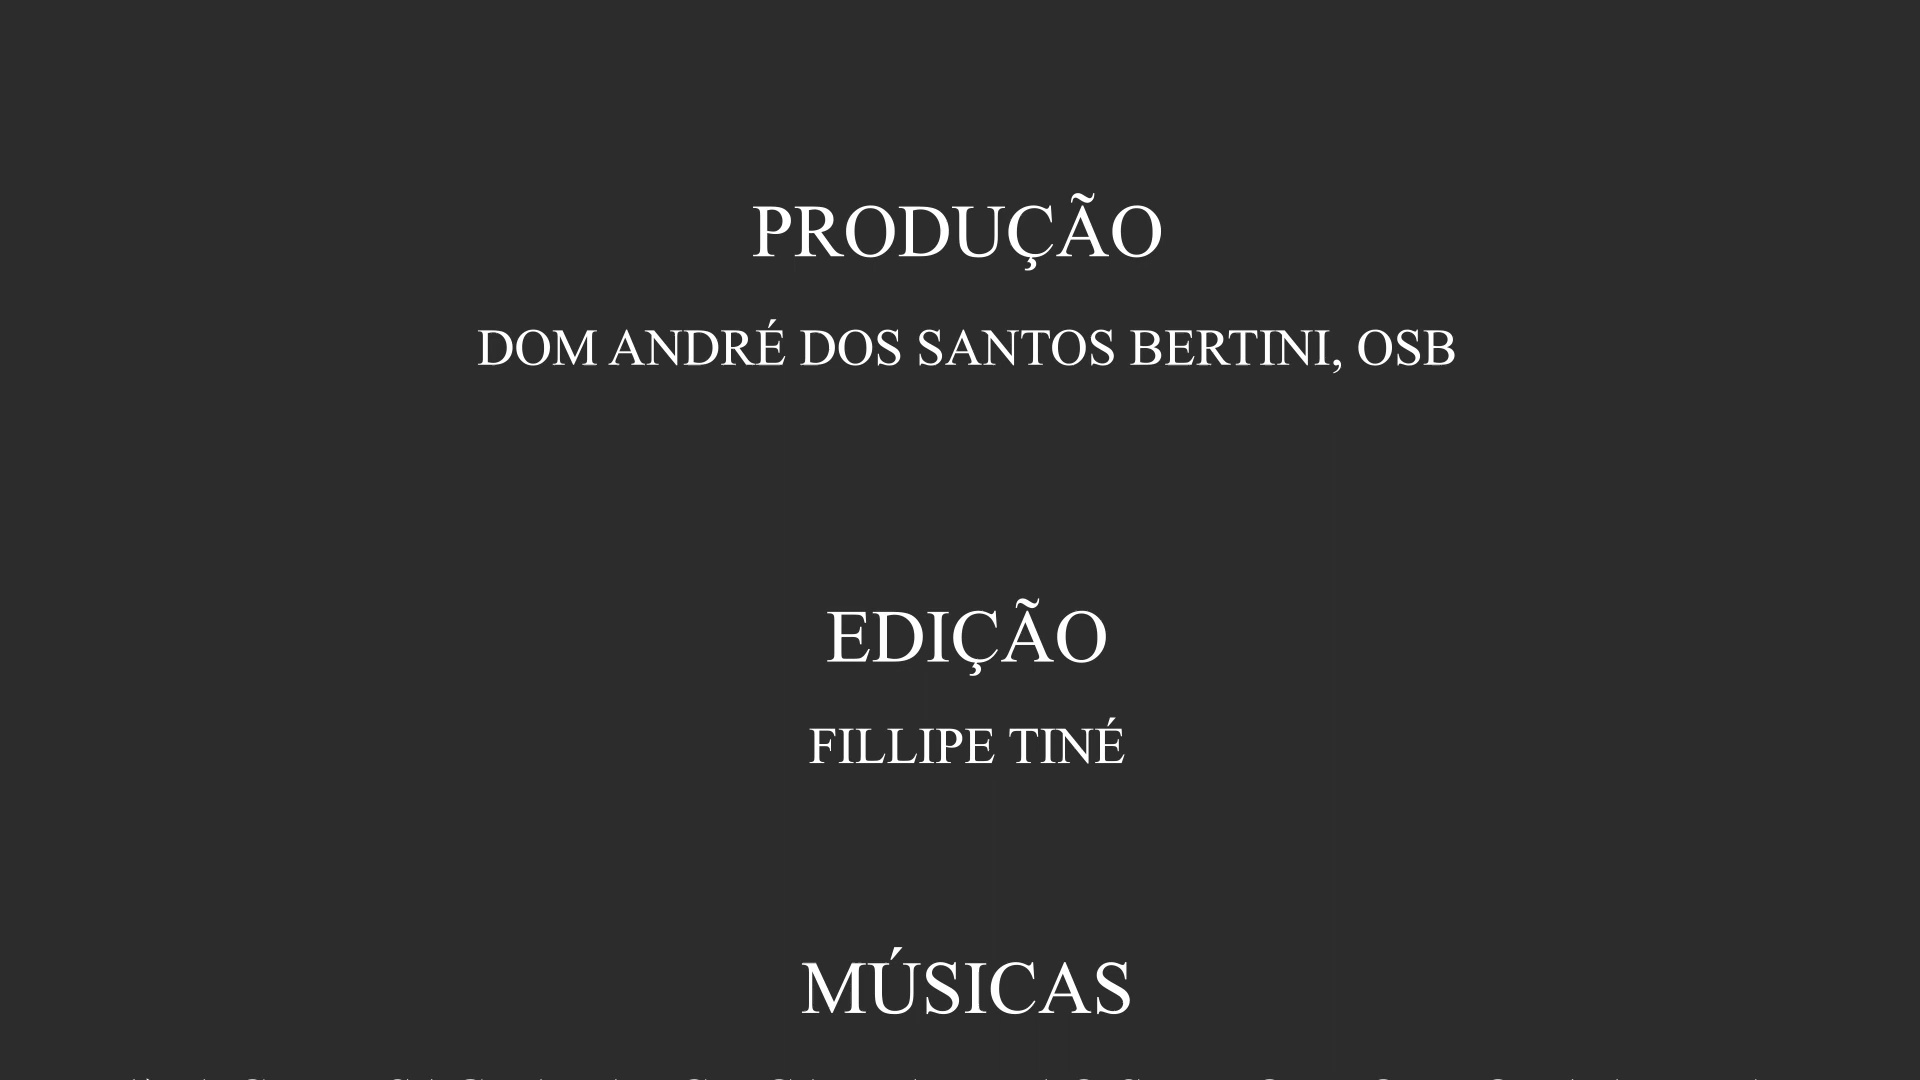 PRODUÇÃO
DOM ANDRÉ DOS SANTOS BERTINI, OSB
EDIÇÃO
FILLIPE TINÉ
MÚSICAS